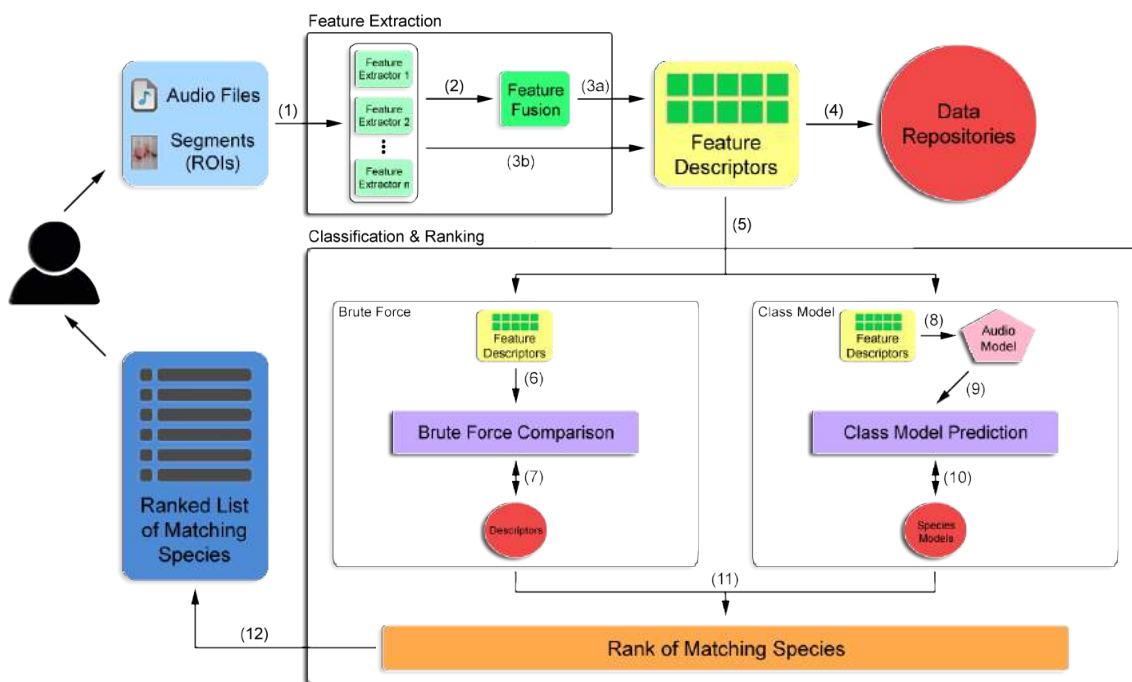 Feature Extraction
Audio Files
Segments
(ROIs)
(1)
Feature
Extractor 1
Feature
Extractor 2
Feature
Extractor n
(2)
Feature
Fusion
(3a)
(3b)
Feature
Descriptors
(4)
Data
Repositories
(5)
Classification & Ranking
Brute Force
Feature
Descriptors
(6)
Brute Force Comparison
(7)
Descriptors
Class Model
Feature
Descriptors
(8)
Audio
Model
(9)
Class Model Prediction
(10)
Species
Models
(11)
Rank of Matching Species
(12)
Ranked List
of Matching
Species